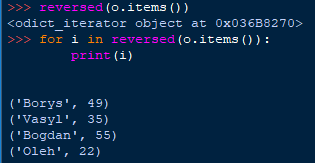 >>> reversed(o.items())
<odict_iterator object at 0x036B8270>
>>> for i in reversed(o.items()):
        print(i)
('Borys', 49)
('Vasyl', 35)
('Bogdan', 55)
('Oleh', 22)